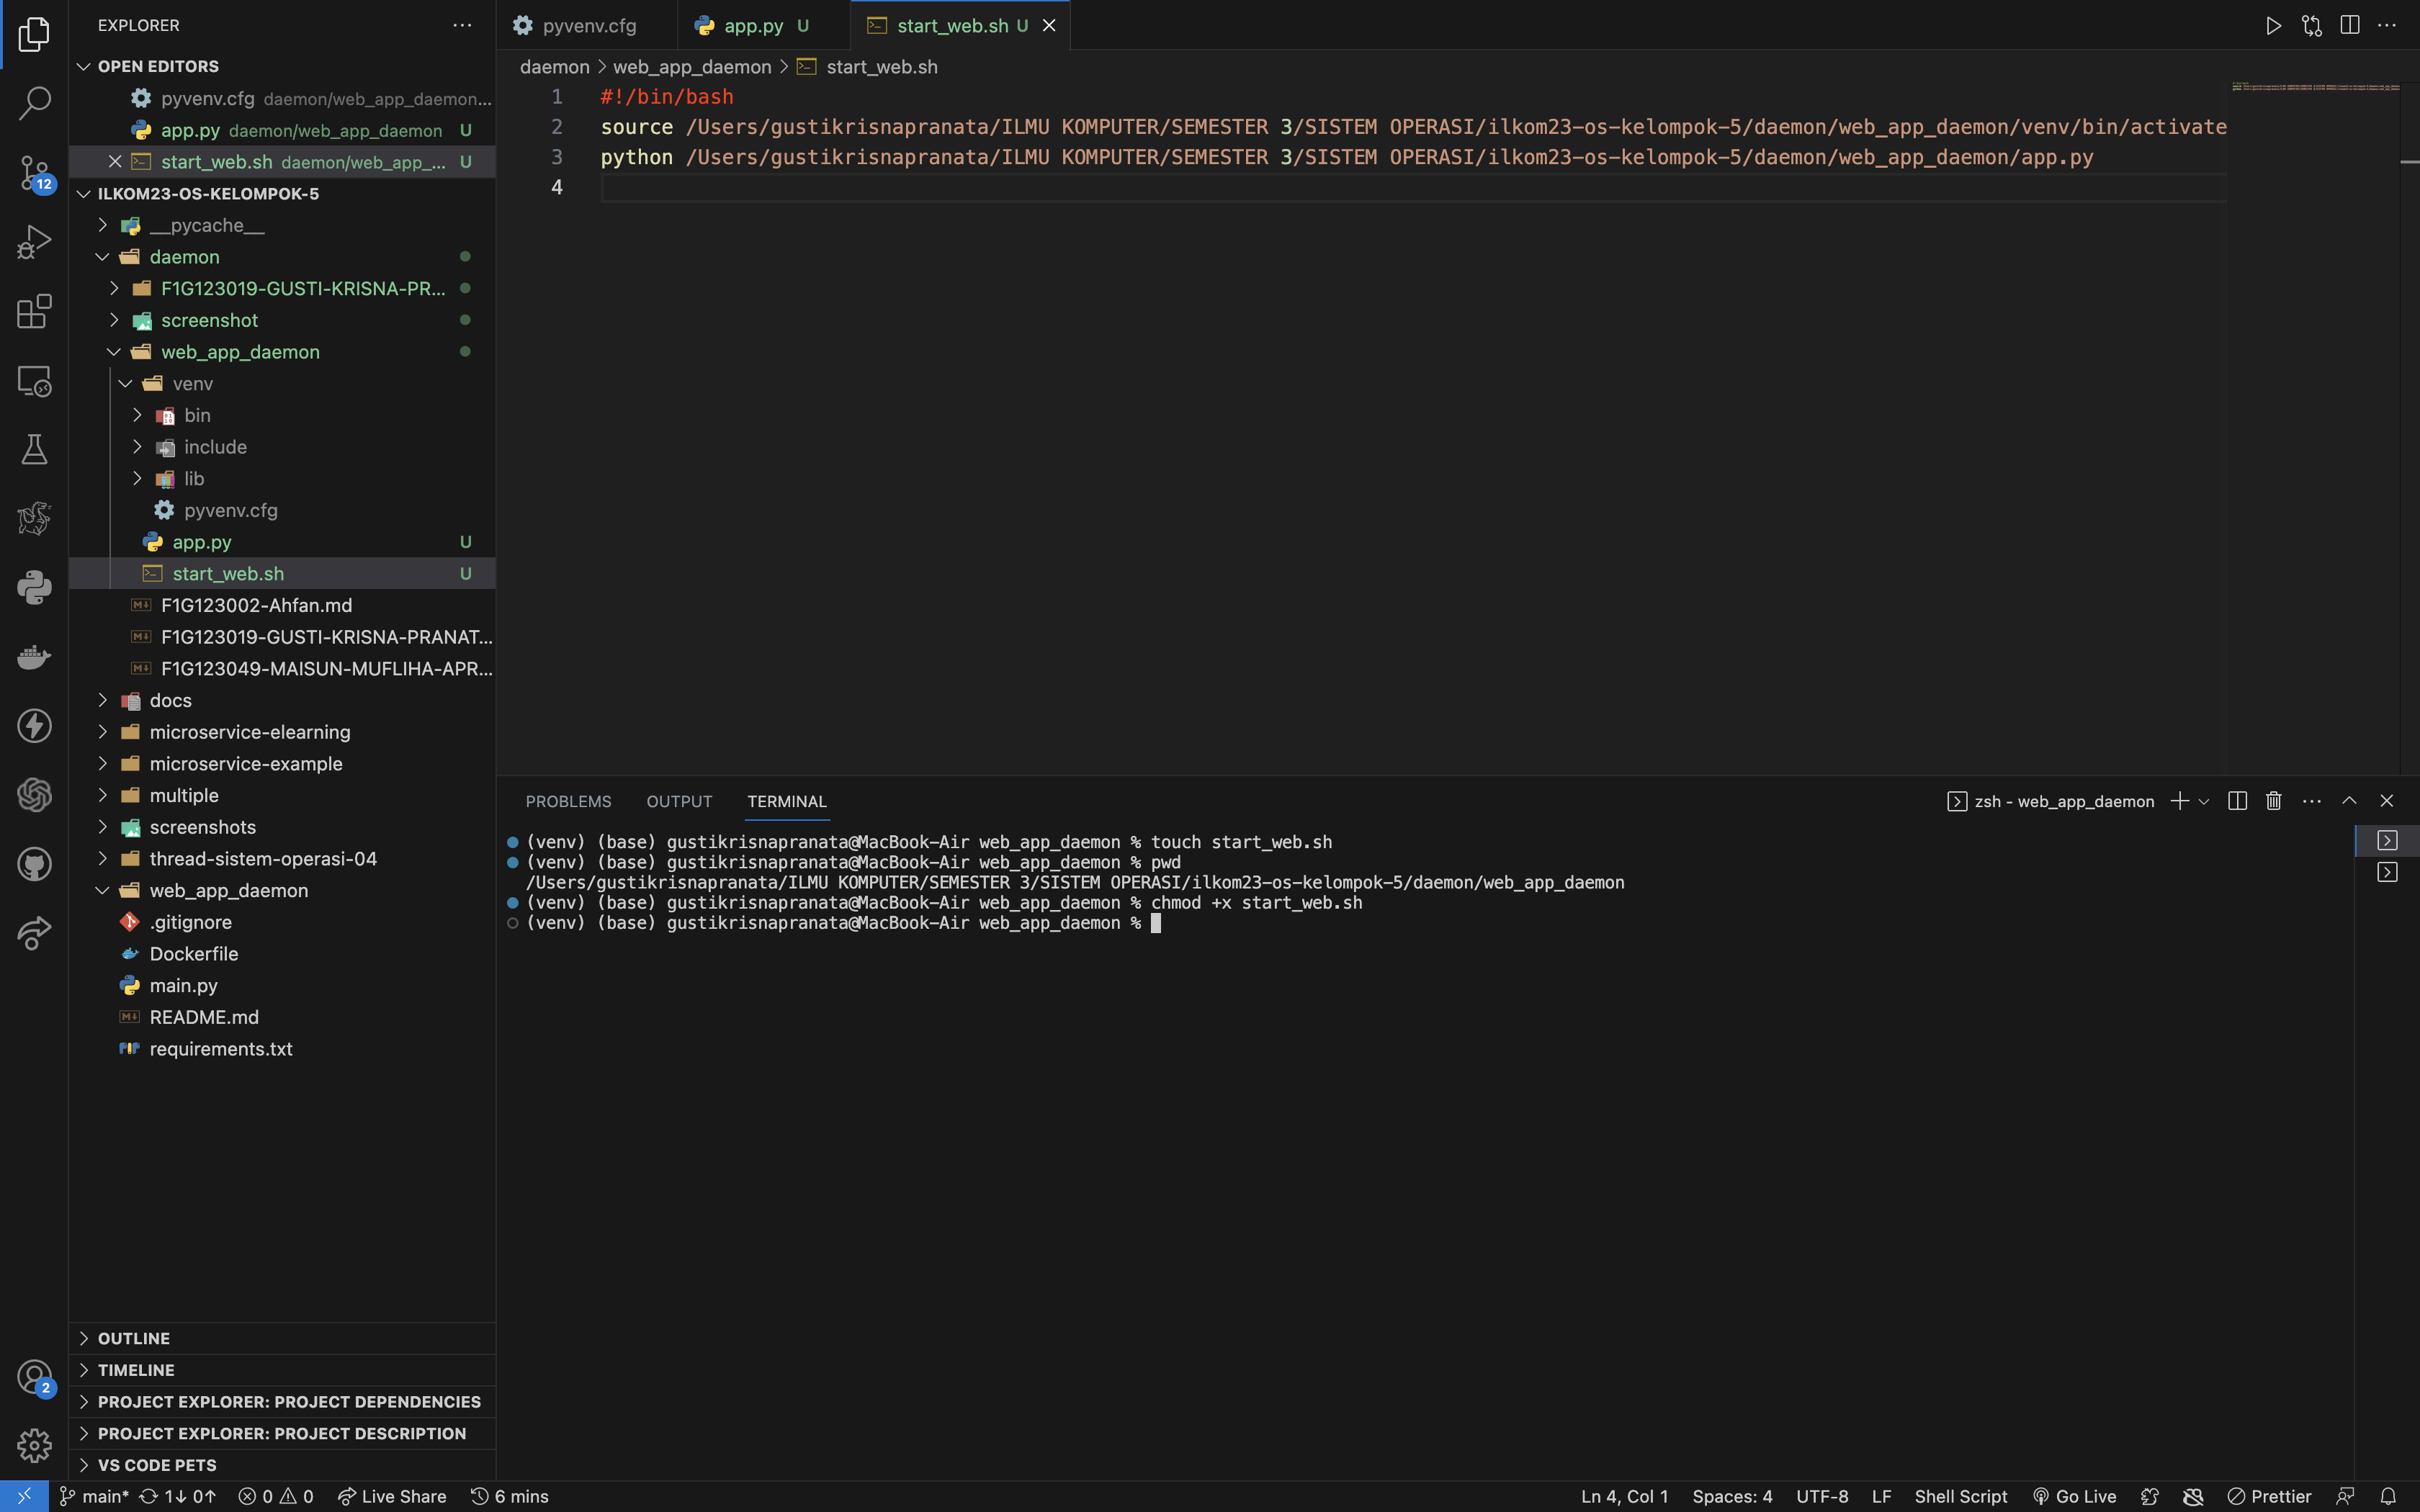 EXPLORER
OPEN EDITORS
pyvenv.cfg daemon/web_app_daemon...
app.py daemon/web_app_daemon U
start_web.sh daemon/web_app_... U
12
ILKOM23-OS-KELOMPOK-5
__pycache__
daemon
F1G123019-GUSTI-KRISNA-PR...
screenshot
web_app_daemon
venv
bin
include
lib
pyvenv.cfg
app.py U
start_web.sh U
F1G123002-Ahfan.md
F1G123019-GUSTI-KRISNA-PRANAT...
F1G123049-MAISUN-MUFLIHA-APR...
docs
microservice-elearning
microservice-example
multiple
screenshots
thread-sistem-operasi-04
web_app_daemon
.gitignore
Dockerfile
main.py
README.md
requirements.txt
OUTLINE
TIMELINE
2
PROJECT EXPLORER: PROJECT DEPENDENCIES
PROJECT EXPLORER: PROJECT DESCRIPTION
VS CODE PETS
pyvenv.cfg app.py U start_web.sh U
daemon > web_app_daemon > start_web.sh
1 #!/bin/bash
2 source /Users/gustikrisnapranata/ILMU KOMPUTER/SEMESTER 3/SISTEM OPERASI/ilkom23-os-kelompok-5/daemon/web_app_daemon/venv/bin/activate
3 python /Users/gustikrisnapranata/ILMU KOMPUTER/SEMESTER 3/SISTEM OPERASI/ilkom23-os-kelompok-5/daemon/web_app_daemon/app.py
4
PROBLEMS OUTPUT TERMINAL zsh - web_app_daemon
(venv) (base) gustikrisnapranata@MacBook-Air web_app_daemon % touch start_web.sh
(venv) (base) gustikrisnapranata@MacBook-Air web_app_daemon % pwd
/Users/gustikrisnapranata/ILMU KOMPUTER/SEMESTER 3/SISTEM OPERASI/ilkom23-os-kelompok-5/daemon/web_app_daemon
(venv) (base) gustikrisnapranata@MacBook-Air web_app_daemon % chmod +x start_web.sh
(venv) (base) gustikrisnapranata@MacBook-Air web_app_daemon %
main* 1↓ 0↑ 0 0 Live Share 6 mins Ln 4, Col 1 Spaces: 4 UTF-8 LF Shell Script Go Live Prettier